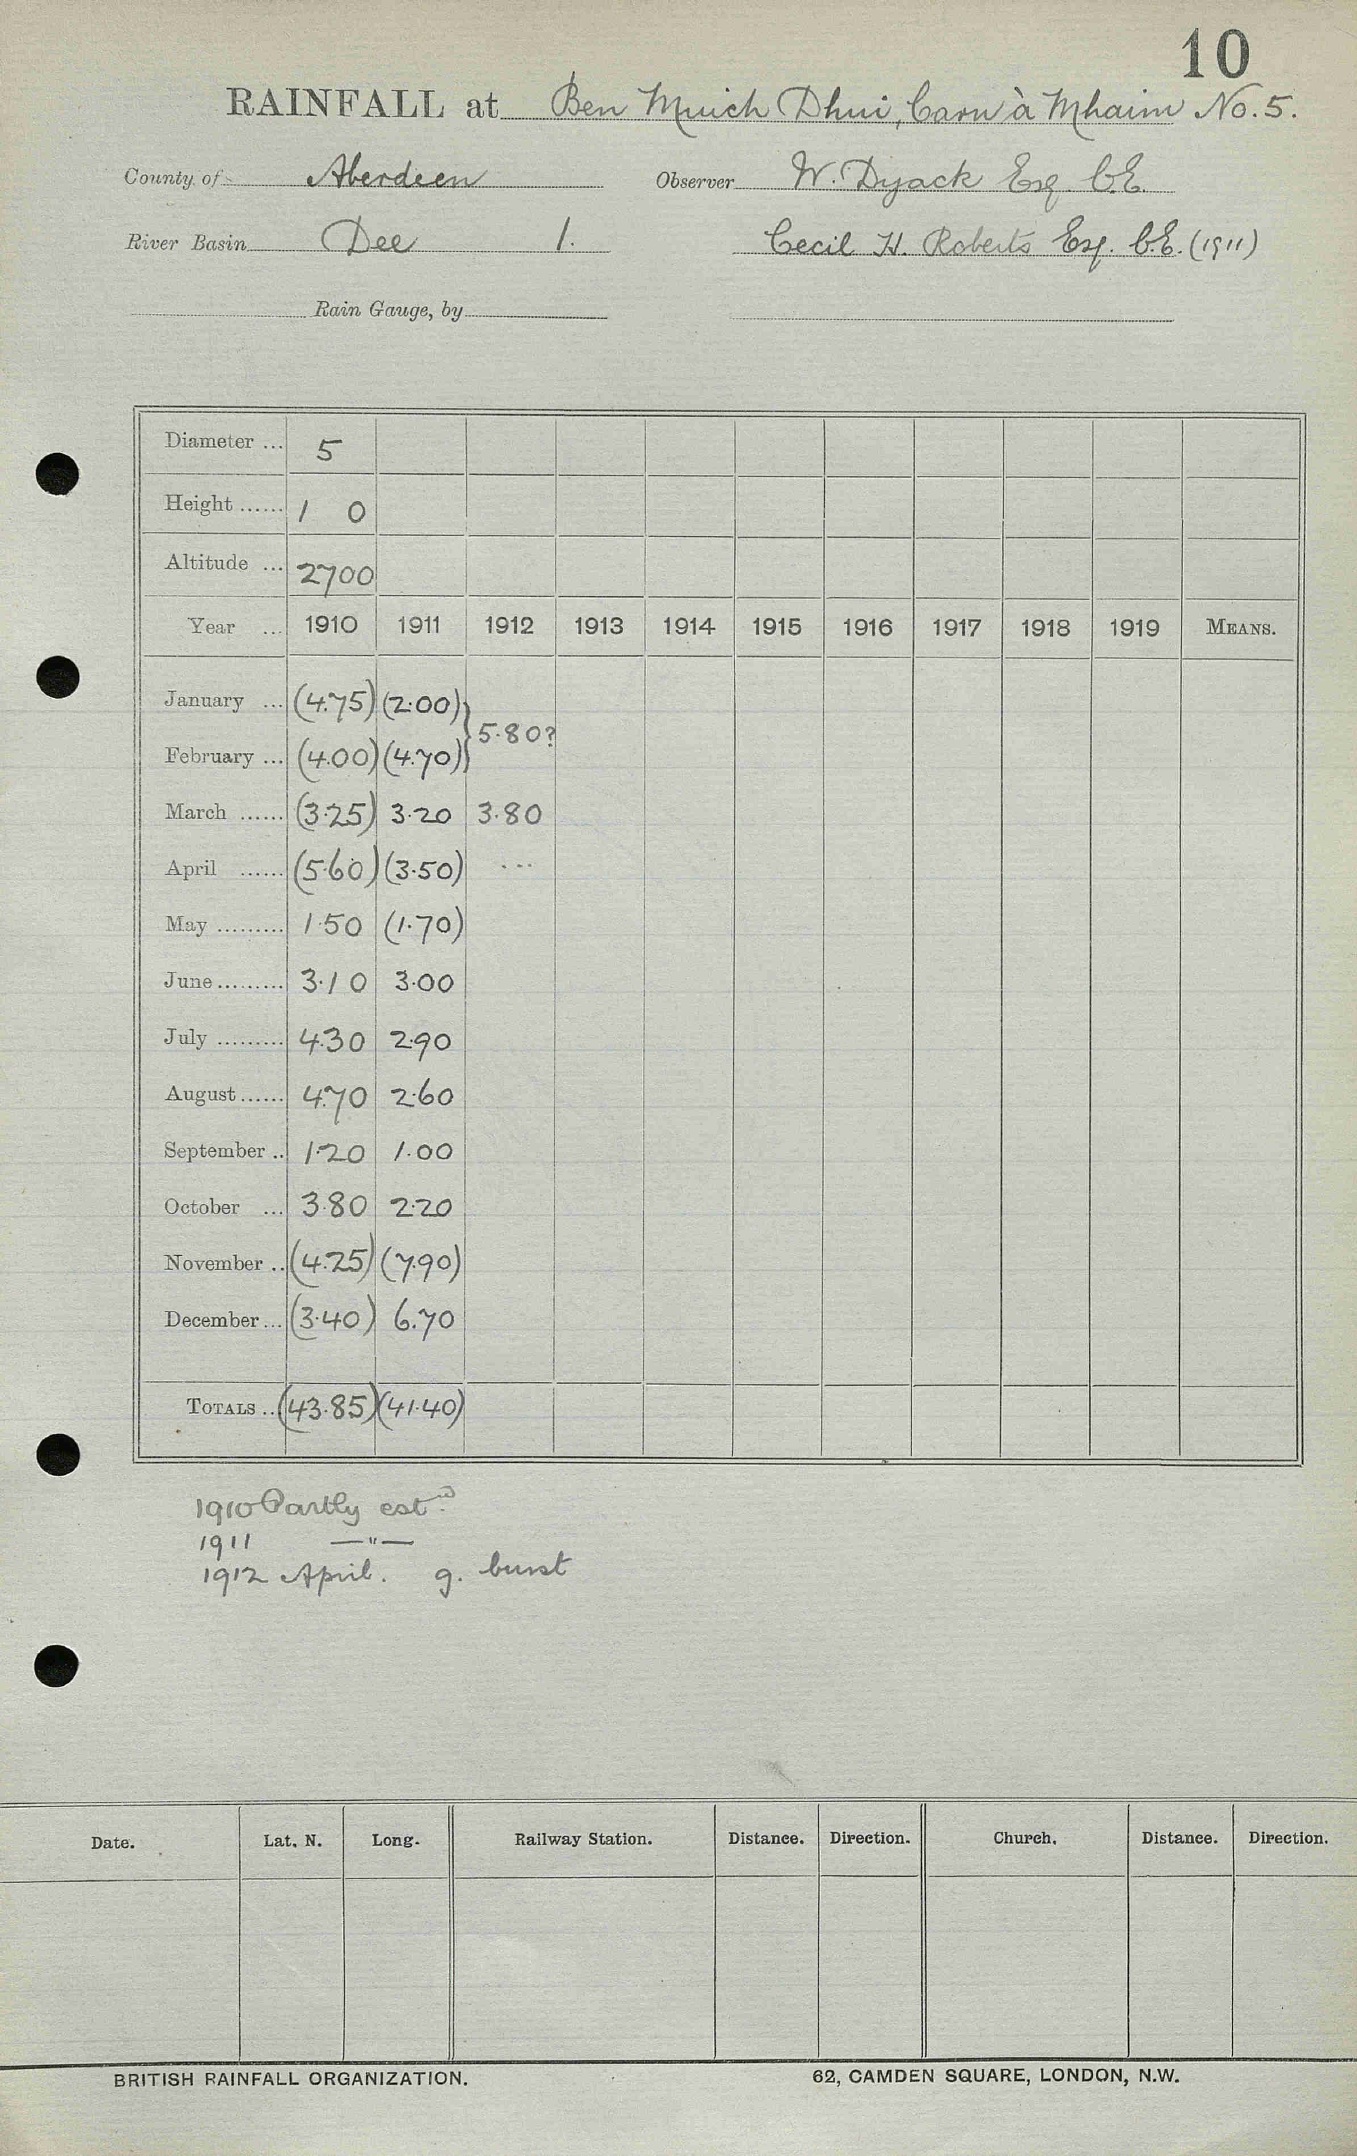 10
RAINFALL at Ben Muich Dhui, Carn à Mhaim No. 5.
County of Aberdeen Observer W. Dyack Esq. C.E.
River Basin Dee 1. Cecil H. Roberts Esq. C.E. (1911)
Rain Gauge, by
Diameter ... 5
Height ...... 1 0
Altitude ... 2700
Year ... 1910 1911 1912 1913 1914 1915 1916 1917 1918 1919 MEANS.
January ... (4.75) (2.00)
5.80?
February ... (4.00) (4.70)
March ...... (3.25) 3.20 3.80
April ...... (5.60) (3.50) ...
May ......... 1.50 (1.70)
June ......... 3.10 3.00
July ......... 4.30 2.90
August ...... 4.70 2.60
September .. 1.20 1.00
October ... 3.80 2.20
November .. (4.25) (7.90)
December ... (3.40) 6.70
TOTALS .. (43.85) (41.40)
1910 Partly estd
1911 —"—
1912 April. g. burst
Date. Lat. N. Long. Railway Station. Distance. Direction. Church. Distance. Direction.
BRITISH RAINFALL ORGANIZATION. 62, CAMDEN SQUARE, LONDON, N.W.